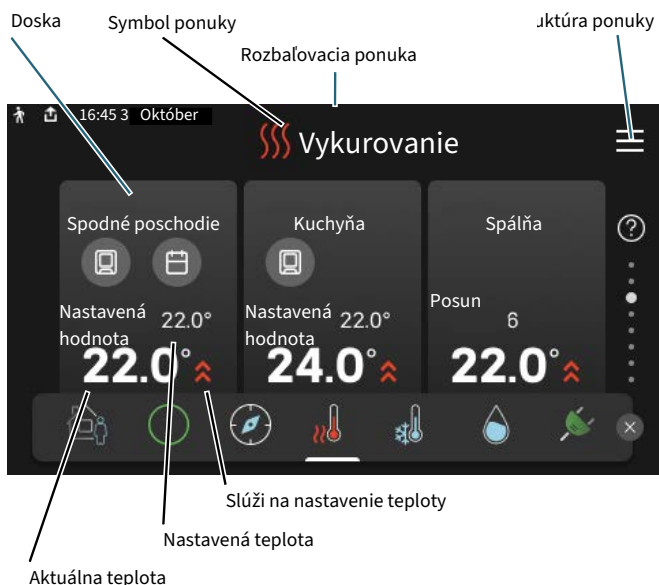 Doska
Symbol ponuky
uktúra ponuky
Rozbaľovacia ponuka
16:45 3 Október
Vykurovanie
Spodné poschodie
Kuchyňa
Spálňa
?
Nastavená
hodnota
22.0°
Nastavená
hodnota
22.0°
Posun
6
22.0°
24.0°
22.0°
Slúži na nastavenie teploty
Nastavená teplota
Aktuálna teplota